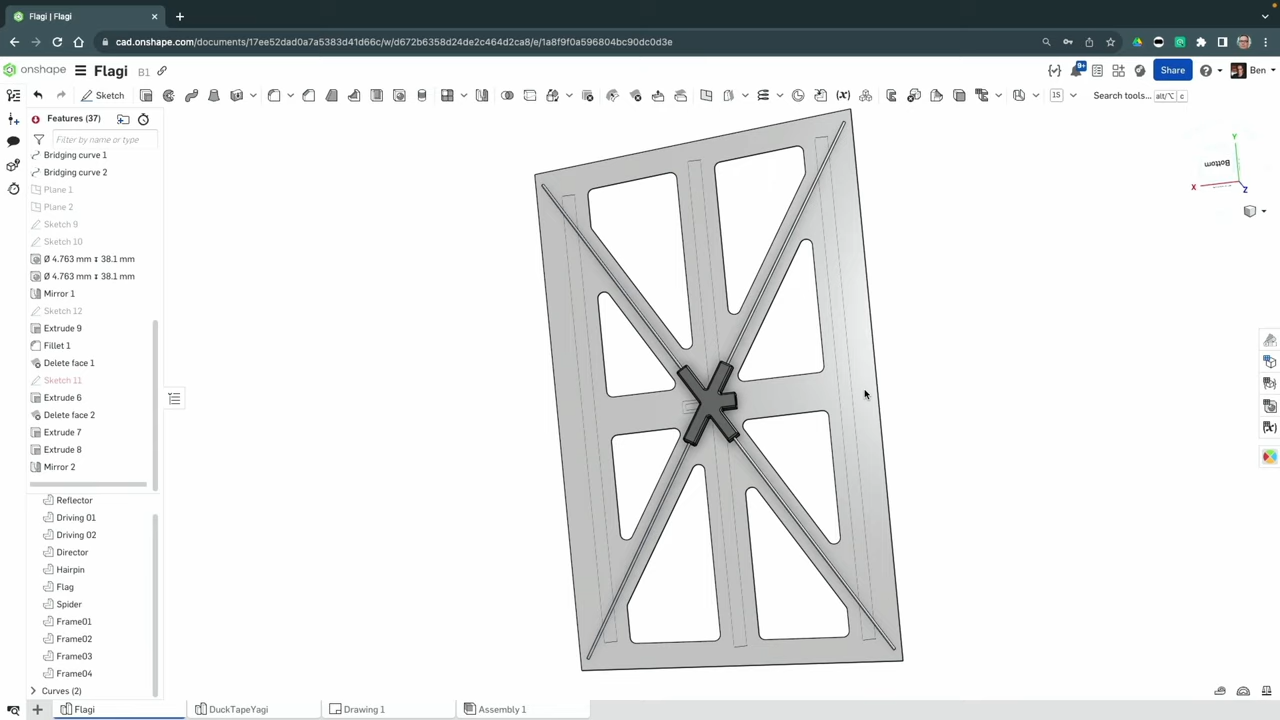 Flagi | Flagi
cad.onshape.com/documents/17ee52dad0a7a5383d41d66c/w/d672b6358d24de2c464d2ca8/e/1a8f9f0a596804bc90dc0d3e
onshape
Flagi
B1
9+
Share
Ben
Sketch
Search tools...
alt/⌥
c
Features (37)
Filter by name or type
Bridging curve 1
Bridging curve 2
Plane 1
Plane 2
Sketch 9
Sketch 10
Ø 4.763 mm ↧ 38.1 mm
Ø 4.763 mm ↧ 38.1 mm
Mirror 1
Sketch 12
Extrude 9
Fillet 1
Delete face 1
Sketch 11
Extrude 6
Delete face 2
Extrude 7
Extrude 8
Mirror 2
Reflector
Driving 01
Driving 02
Director
Hairpin
Flag
Spider
Frame01
Frame02
Frame03
Frame04
Curves (2)
Y
Bottom
X
Z
Flagi
DuckTapeYagi
Drawing 1
Assembly 1